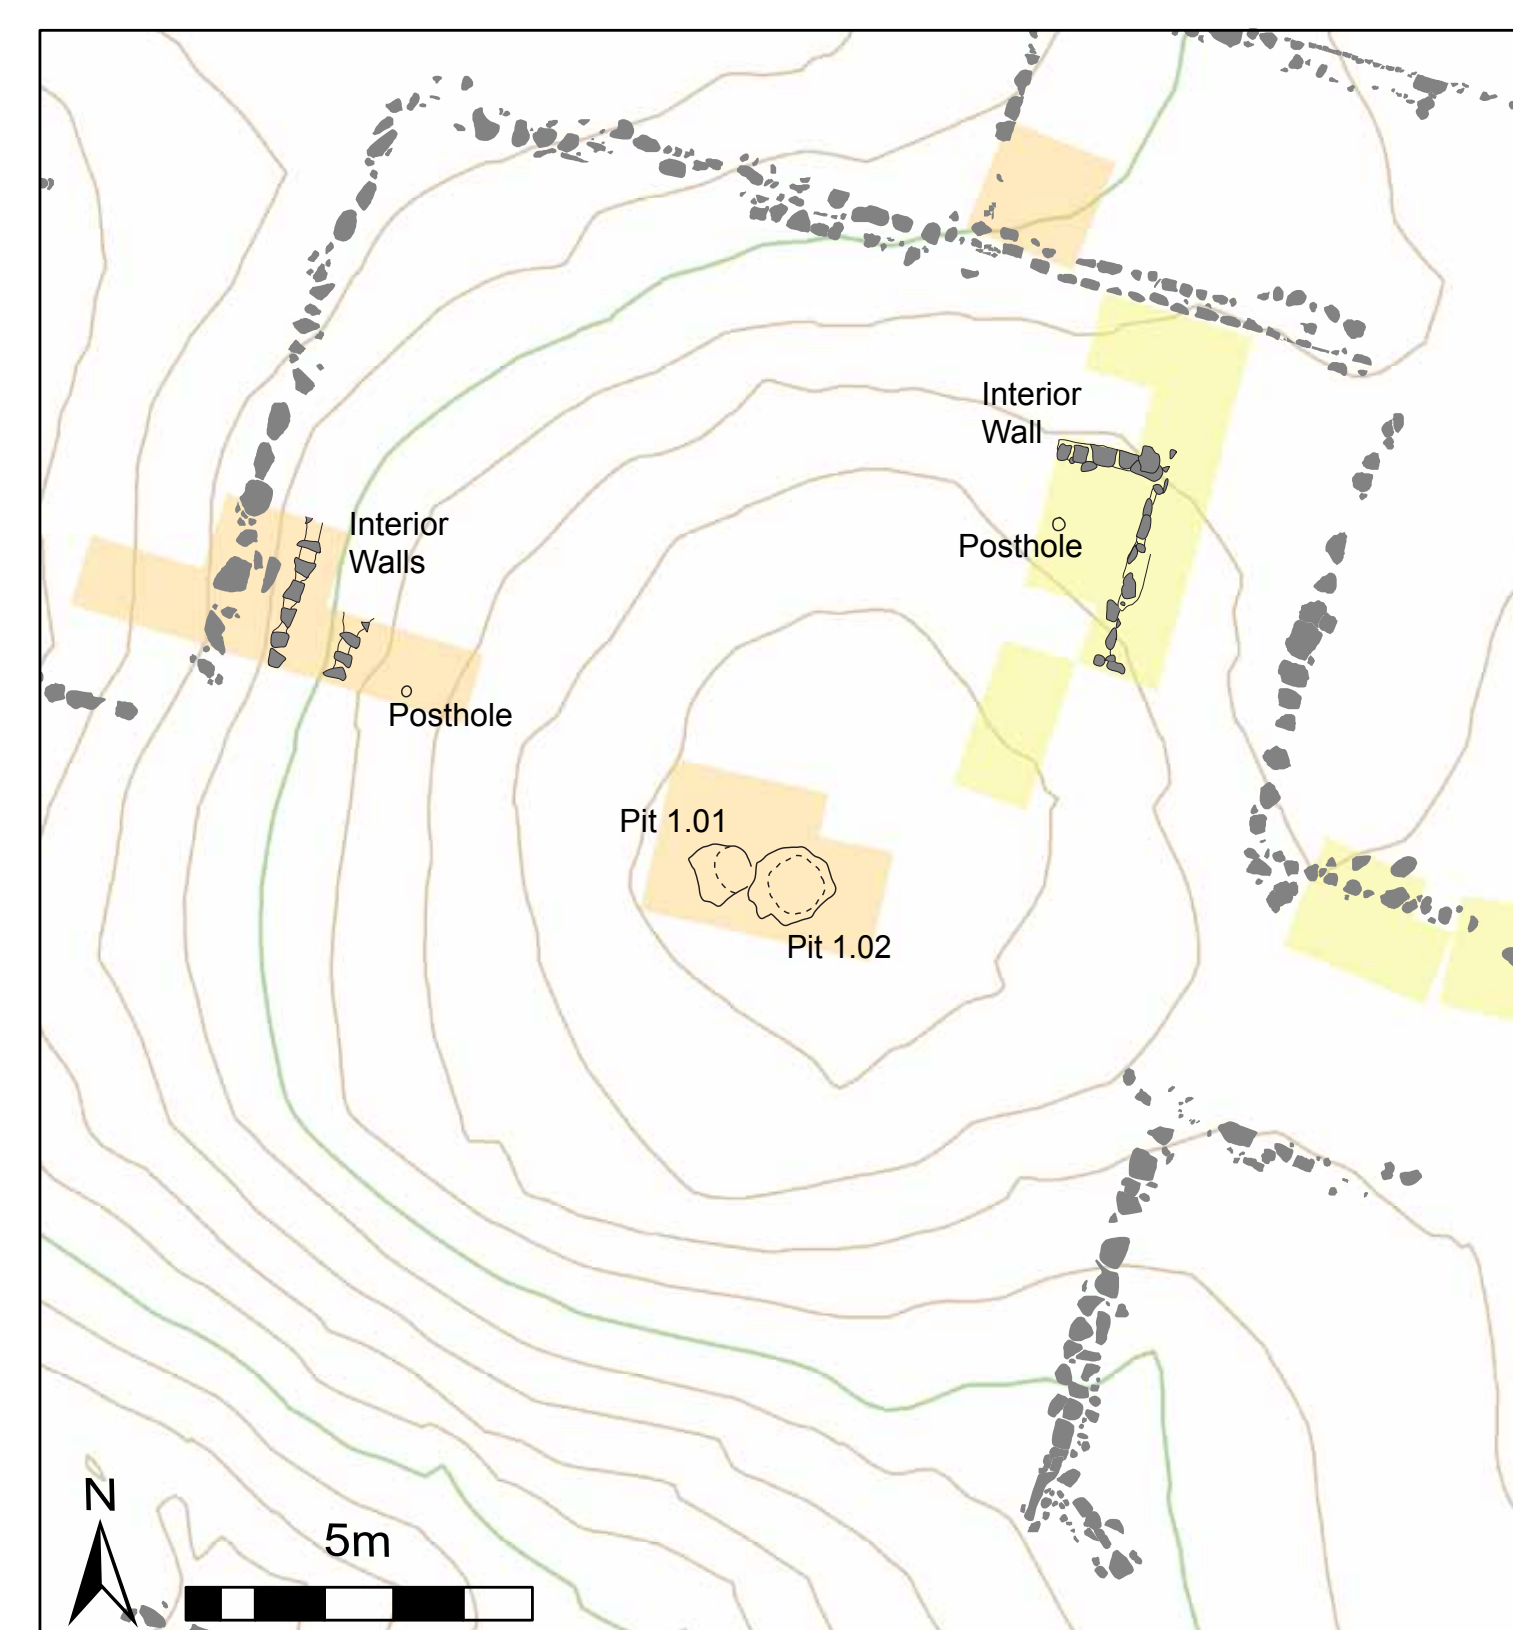 Interior
Wall
Interior
Walls
Posthole
Posthole
Pit 1.01
Pit 1.02
N
5m